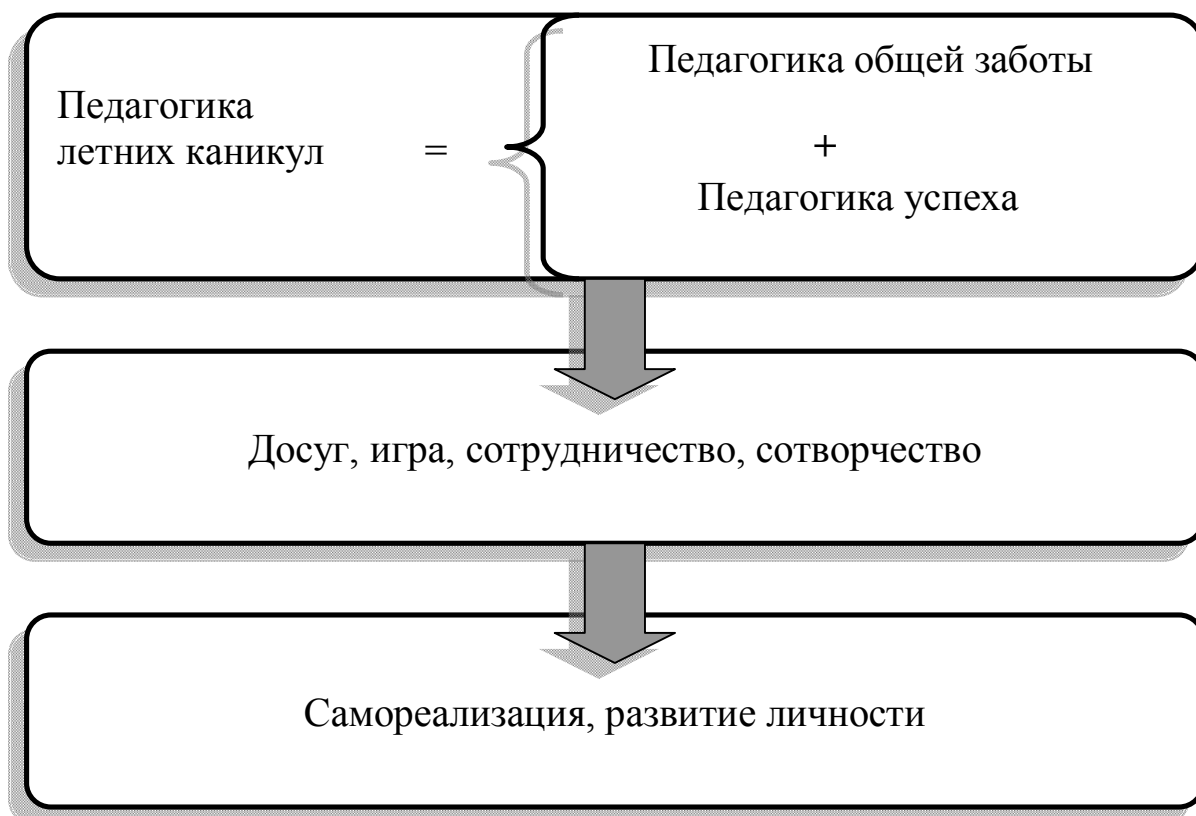 Педагогика общей заботы
Педагогика
летних каникул = +
Педагогика успеха
Досуг, игра, сотрудничество, сотворчество
Самореализация, развитие личности